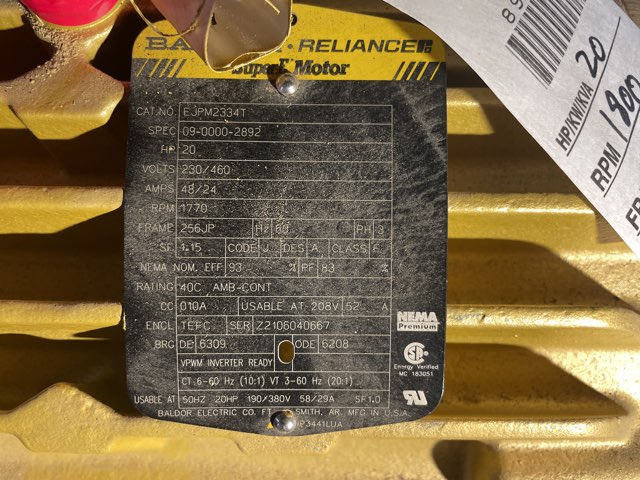 BALDOR • RELIANCE
Super-E Motor
CAT.NO. EJPM2334T
SPEC 09-0000-2892
HP 20
VOLTS 230/460
AMPS 48/24
RPM 1770
FRAME 256JP HZ 60 PH 3
SF 1.15 CODE J DES A CLASS F
NEMA NOM. EFF 93 % PF 83 %
RATING 40C AMB-CONT
CC 010A USABLE AT 208V 52 A
ENCL TEFC SER Z2106040667
BRG DE 6309 ODE 6208
VPWM INVERTER READY
CT 6-60 Hz (10:1) VT 3-60 Hz (20:1)
USABLE AT 50HZ 20HP 190/380V 58/29A SF1.0
BALDOR ELECTRIC CO. FT. SMITH, AR. MFG IN U.S.A.
NEMA
Premium
Energy Verified
MC 183051
HP/KW/KVA 20
RPM 1800